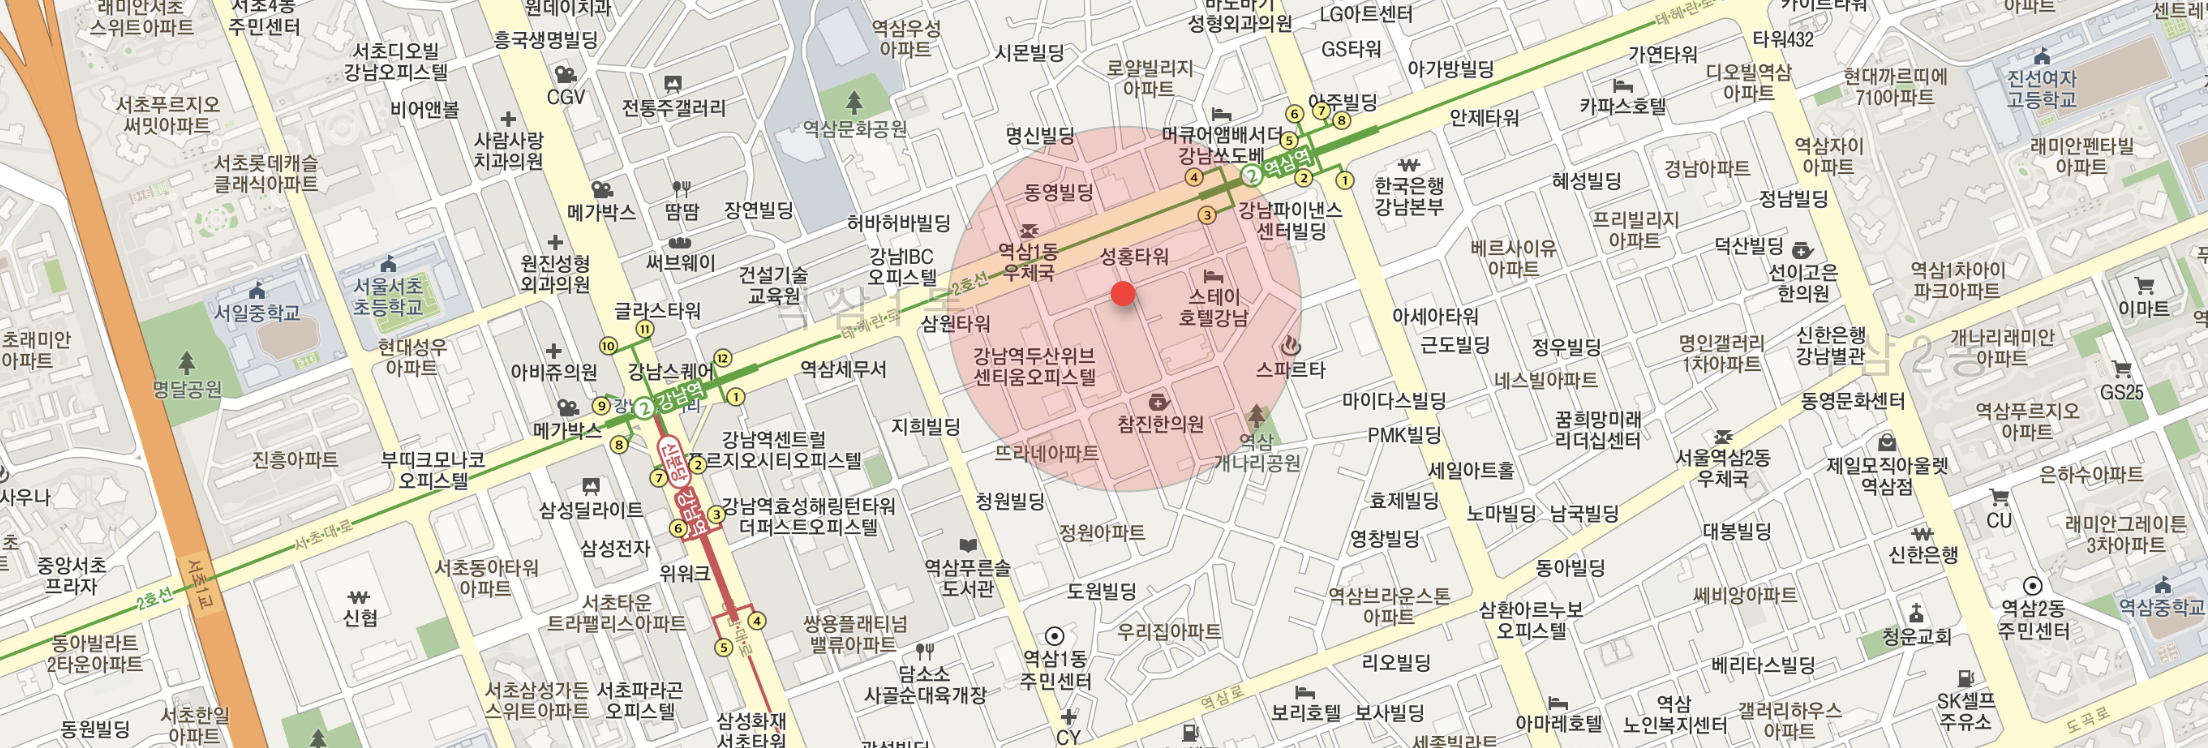 래미안서초
스위트아파트
서초4동
주민센터
원데이치과
흥국생명빌딩
서초디오빌
강남오피스텔
비어앤볼
CGV
전통주갤러리
역삼우성
아파트
역삼문화공원
시몬빌딩
로얄빌리지
아파트
바노바기
성형외과의원
LG아트센터
GS타워
아가방빌딩
테헤란로
카이트타워
타워432
가연타워
디오빌역삼
아파트
카파스호텔
현대까르띠에
710아파트
진선여자
고등학교
아파트
서초푸르지오
써밋아파트
사람사랑
치과의원
서초롯데캐슬
클래식아파트
메가박스
땀땀
장연빌딩
허바허바빌딩
명신빌딩
동영빌딩
머큐어앰배서더
강남쏘도베
아주빌딩
6
7
8
5
4
2
역삼역
2
1
3
안제타워
한국은행
강남본부
혜성빌딩
경남아파트
역삼자이
아파트
래미안펜타빌
아파트
정남빌딩
프리빌리지
아파트
강남파이낸스
센터빌딩
베르사이유
아파트
덕산빌딩
선이고은
한의원
역삼1차아이
파크아파트
이마트
서일중학교
서울서초
초등학교
원진성형
외과의원
써브웨이
건설기술
교육원
강남IBC
오피스텔
2호선
역삼1동
우체국
성홍타워
스테이
호텔강남
역삼1동
테헤란로
삼원타워
글라스타워
11
10
12
1
9
8
2
강남역
강남스퀘어
아비쥬의원
현대성우
아파트
명달공원
초래미안
아파트
역삼세무서
강남역두산위브
센티움오피스텔
스파르타
아세아타워
근도빌딩
정우빌딩
네스빌아파트
명인갤러리
1차아파트
신한은행
강남별관
삼2동
개나리래미안
아파트
GS25
메가박스
진흥아파트
부띠크모나코
오피스텔
신분당
강남역
7
2
6
3
강남역센트럴
푸르지오시티오피스텔
지희빌딩
참진한의원
뜨라네아파트
역삼
개나리공원
마이다스빌딩
PMK빌딩
세일아트홀
꿈희망미래
리더십센터
동영문화센터
역삼푸르지오
아파트
서울역삼2동
우체국
제일모직아울렛
역삼점
은하수아파트
사우나
삼성딜라이트
강남역효성해링턴타워
더퍼스트오피스텔
청원빌딩
정원아파트
효제빌딩
노마빌딩
남국빌딩
대봉빌딩
CU
래미안그레이튼
3차아파트
서초대로
서초1교
삼성전자
위워크
영창빌딩
신한은행
중앙서초
프라자
2호선
신협
서초동아타워
아파트
서초타운
트라팰리스아파트
4
5
강남대로
쌍용플래티넘
밸류아파트
역삼푸른솔
도서관
도원빌딩
우리집아파트
역삼브라운스톤
아파트
동아빌딩
삼환아르누보
오피스텔
쎄비앙아파트
청운교회
역삼2동
주민센터
역삼중학교
동아빌라트
2타운아파트
담소소
사골순대육개장
역삼1동
주민센터
리오빌딩
베리타스빌딩
역삼로
서초삼성가든
스위트아파트
서초파라곤
오피스텔
보리호텔
보사빌딩
아마레호텔
역삼
노인복지센터
갤러리하우스
아파트
SK셀프
주유소
도곡로
동원빌딩
서초한일
아파트
삼성화재
서초타워
CY
세종빌라트